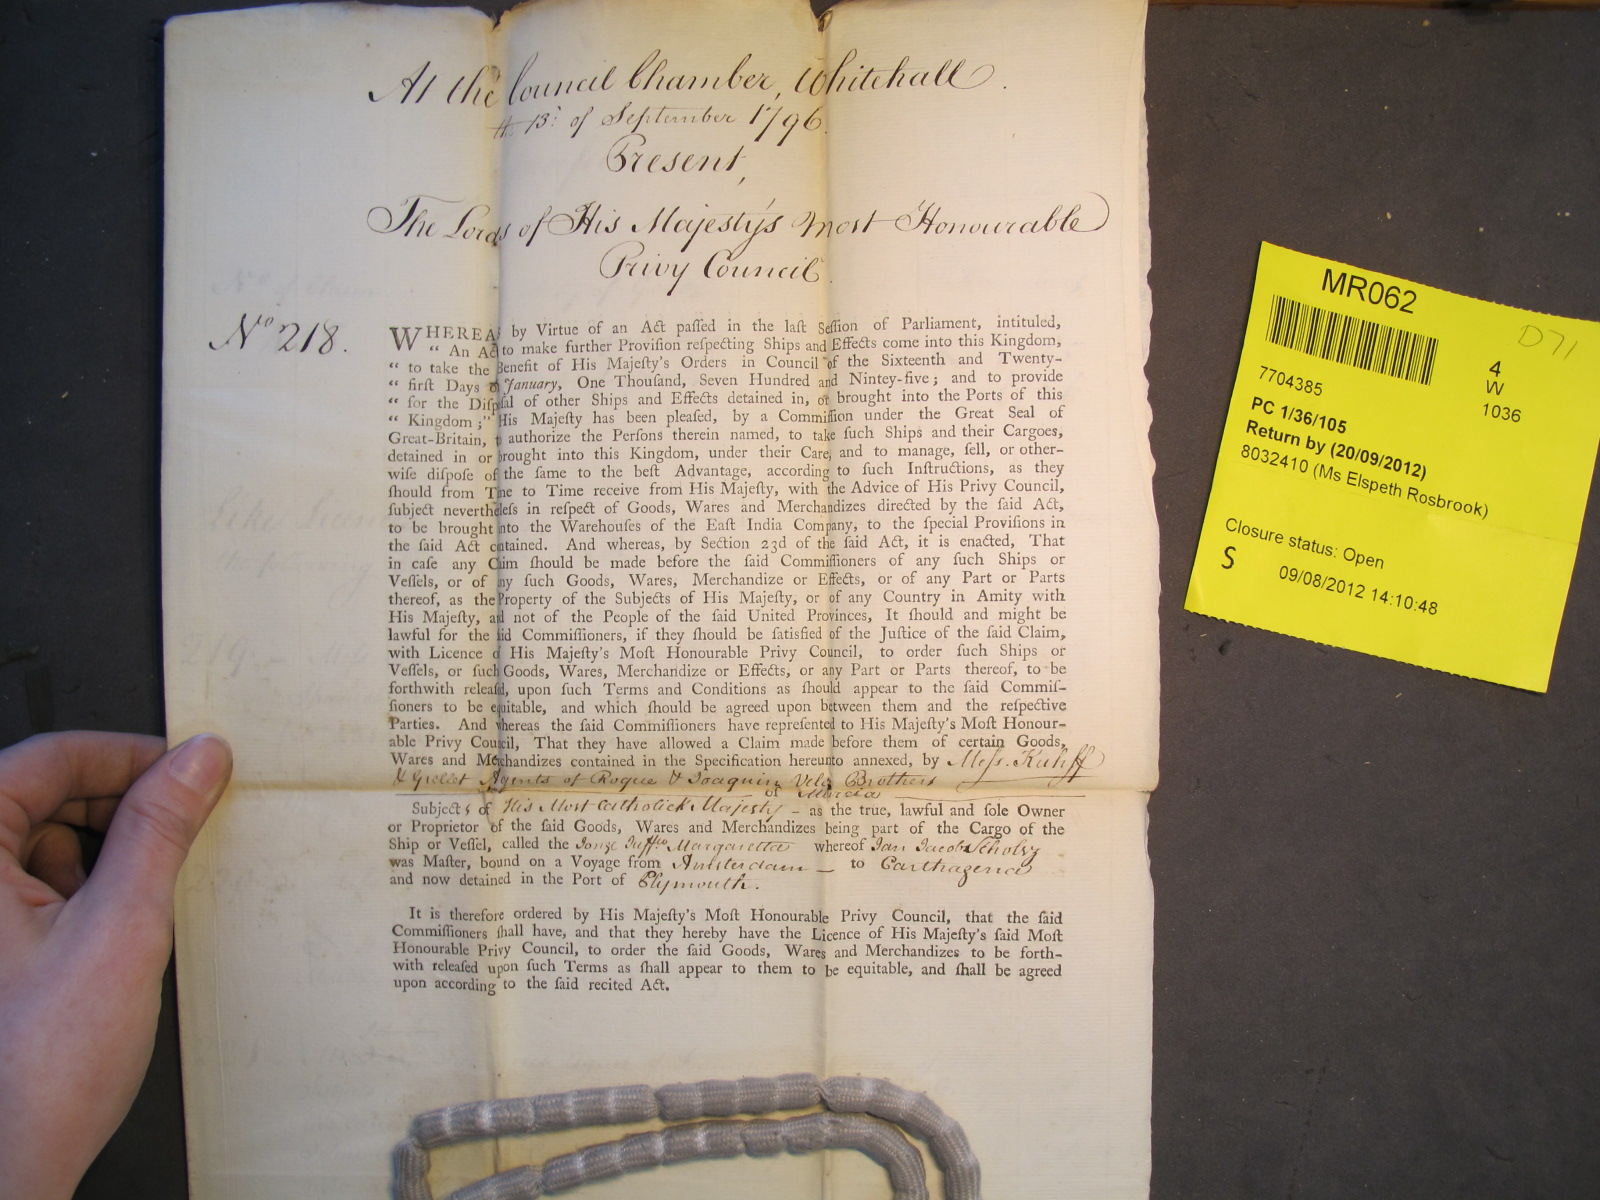 At the Council Chamber, Whitehall
the 13th of September 1796.
Present,
The Lords of His Majesty's most Honourable
Privy Council
No 218.
WHEREAS by Virtue of an Act paſſed in the laſt Seſſion of Parliament, intituled,
“ An Act to make further Proviſion reſpecting Ships and Effects come into this Kingdom,
“ to take the Benefit of His Majeſty's Orders in Council of the Sixteenth and Twenty-
“ firſt Days of January, One Thouſand, Seven Hundred and Nintey-five; and to provide
“ for the Diſpoſal of other Ships and Effects detained in, or brought into the Ports of this
“ Kingdom;” His Majeſty has been pleaſed, by a Commiſſion under the Great Seal of
Great-Britain, to authorize the Perſons therein named, to take ſuch Ships and their Cargoes,
detained in or brought into this Kingdom, under their Care, and to manage, ſell, or other-
wiſe diſpoſe of the ſame to the beſt Advantage, according to ſuch Inſtructions, as they
ſhould from Time to Time receive from His Majeſty, with the Advice of His Privy Council,
ſubject nevertheleſs in reſpect of Goods, Wares and Merchandizes directed by the ſaid Act,
to be brought into the Warehouſes of the Eaſt India Company, to the ſpecial Proviſions in
the ſaid Act contained. And whereas, by Section 23d of the ſaid Act, it is enacted, That
in caſe any Claim ſhould be made before the ſaid Commiſſioners of any ſuch Ships or
Veſſels, or of any ſuch Goods, Wares, Merchandize or Effects, or of any Part or Parts
thereof, as the Property of the Subjects of His Majeſty, or of any Country in Amity with
His Majeſty, and not of the People of the ſaid United Provinces, It ſhould and might be
lawful for the ſaid Commiſſioners, if they ſhould be ſatisfied of the Juſtice of the ſaid Claim,
with Licence of His Majeſty's Moſt Honourable Privy Council, to order ſuch Ships or
Veſſels, or ſuch Goods, Wares, Merchandize or Effects, or any Part or Parts thereof, to be
forthwith releaſed, upon ſuch Terms and Conditions as ſhould appear to the ſaid Commiſ-
ſioners to be equitable, and which ſhould be agreed upon between them and the reſpective
Parties. And whereas the ſaid Commiſſioners have repreſented to His Majeſty's Moſt Honour-
able Privy Council, That they have allowed a Claim made before them of certain Goods,
Wares and Merchandizes contained in the Specification hereunto annexed, by Meſſ. Kuhff
& Grellet Agents of Roque & Joaquin Vela Brothers
of Murcia
Subjects of His Most Catholick Majesty – as the true, lawful and ſole Owner
or Proprietor of the ſaid Goods, Wares and Merchandizes being part of the Cargo of the
Ship or Veſſel, called the Jonge Juffw Margaretta whereof Jan Jacob Scholtz
was Maſter, bound on a Voyage from Amsterdam – to Carthagena
and now detained in the Port of Plymouth.
It is therefore ordered by His Majeſty's Moſt Honourable Privy Council, that the ſaid
Commiſſioners ſhall have, and that they hereby have the Licence of His Majeſty's ſaid Moſt
Honourable Privy Council, to order the ſaid Goods, Wares and Merchandizes to be forth-
with releaſed upon ſuch Terms as ſhall appear to them to be equitable, and ſhall be agreed
upon according to the ſaid recited Act.
MR062
D71
7704385
4
W
1036
PC 1/36/105
Return by (20/09/2012)
8032410 (Ms Elspeth Rosbrook)
Closure status: Open
S
09/08/2012 14:10:48